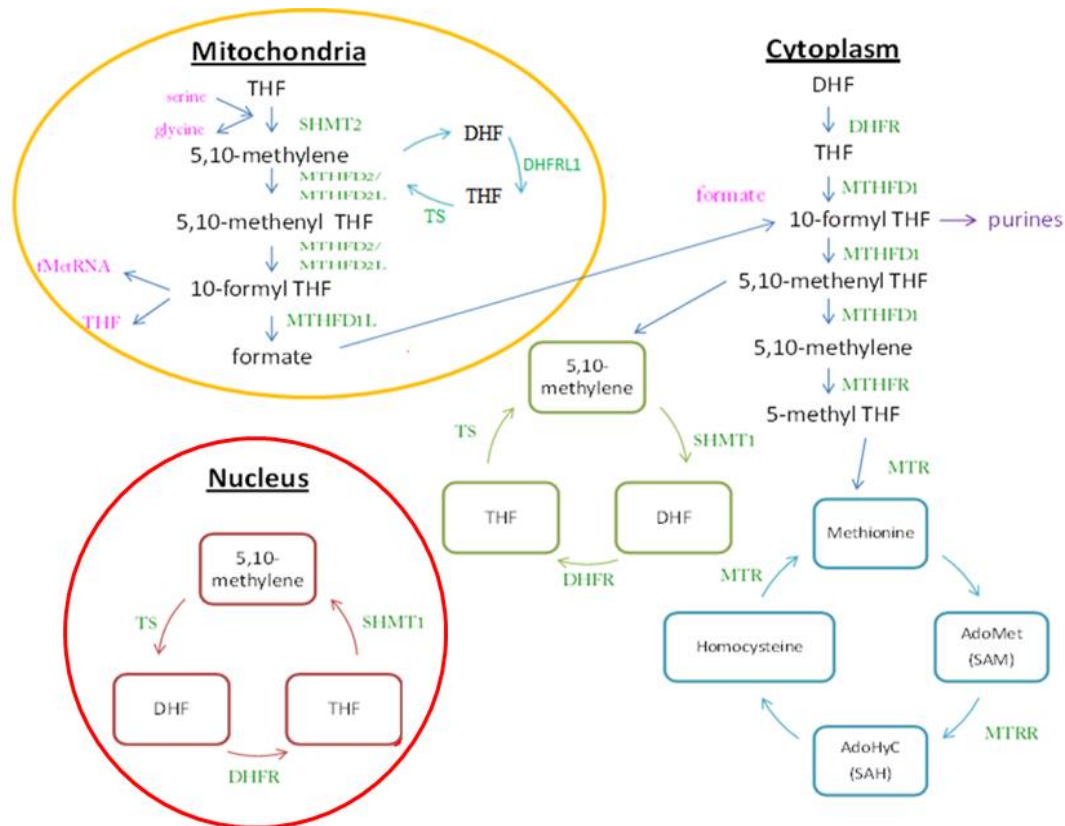 Mitochondria
THF
serine
glycine
SHMT2
5,10-methylene
MTHFD2/
MTHFD2L
DHF
DHFRL1
THF
TS
5,10-methenyl THF
MTHFD2/
MTHFD2L
fMetRNA
10-formyl THF
THF
MTHFD1L
formate
Cytoplasm
DHF
DHFR
THF
MTHFD1
formate
10-formyl THF
purines
MTHFD1
5,10-methenyl THF
MTHFD1
5,10-methylene
MTHFR
5-methyl THF
MTR
5,10-
methylene
TS
SHMT1
THF
DHF
DHFR
Methionine
MTR
Homocysteine
AdoMet
(SAM)
MTRR
AdoHyC
(SAH)
Nucleus
5,10-
methylene
TS
SHMT1
DHF
THF
DHFR